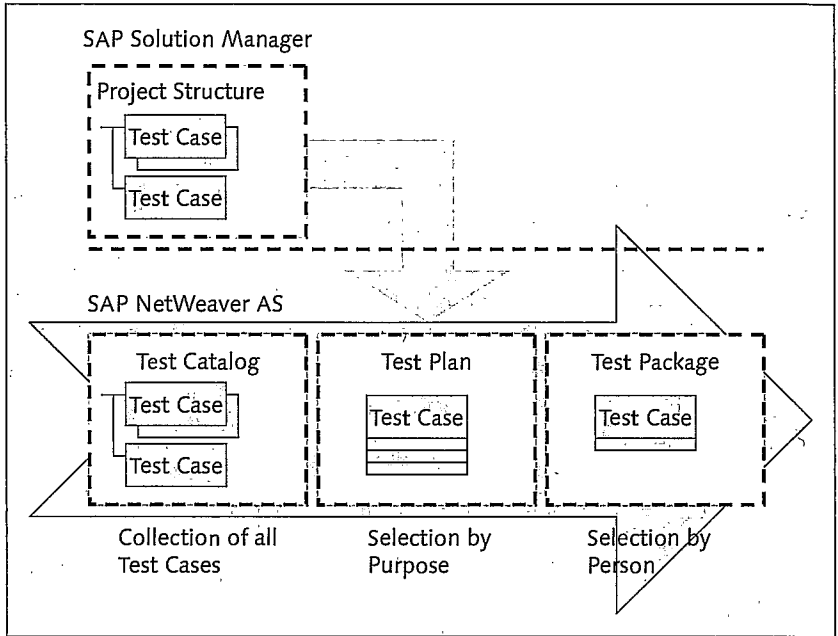 SAP Solution Manager
Project Structure
Test Case
Test Case
SAP NetWeaver AS
Test Catalog
Test Case
Test Case
Test Plan
Test Case
Test Package
Test Case
Collection of all
Test Cases
Selection by
Purpose
Selection by
Person